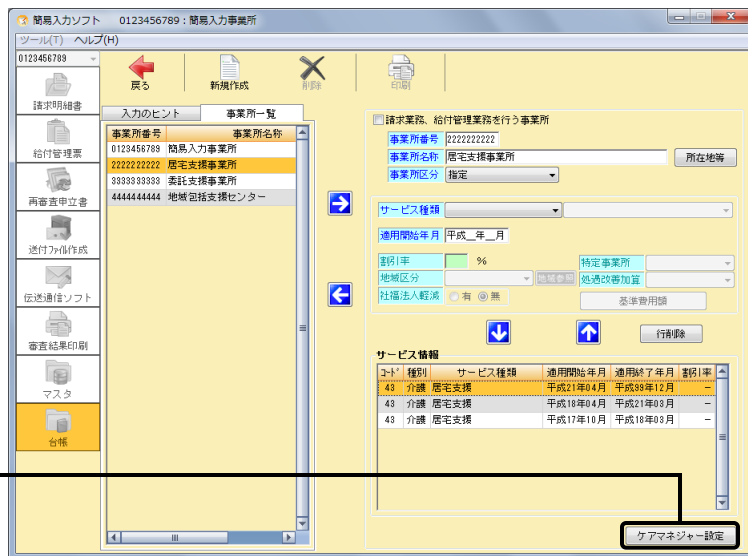 簡易入力ソフト 0123456789：簡易入力事業所
ツール(T) ヘルプ(H)
0123456789
戻る 新規作成 削除 印刷
請求明細書
給付管理票
再審査申立書
送付ファイル作成
伝送通信ソフト
審査結果印刷
マスタ
台帳
入力のヒント 事業所一覧
事業所番号 事業所名称
0123456789 簡易入力事業所
2222222222 居宅支援事業所
3333333333 委託支援事業所
4444444444 地域包括支援センター
請求業務、給付管理業務を行う事業所
事業所番号 2222222222
事業所名称 居宅支援事業所 所在地等
事業所区分 指定
サービス種類
適用開始年月 平成__年__月
割引率 % 特定事業所
地域区分 地域参照 処遇改善加算
社福法人軽減 有 無 基準費用額
行削除
サービス情報
コード 種別 サービス種類 適用開始年月 適用終了年月 割引率
43 介護 居宅支援 平成21年04月 平成99年12月 －
43 介護 居宅支援 平成18年04月 平成21年03月 －
43 介護 居宅支援 平成17年10月 平成18年03月 －
ケアマネジャー設定